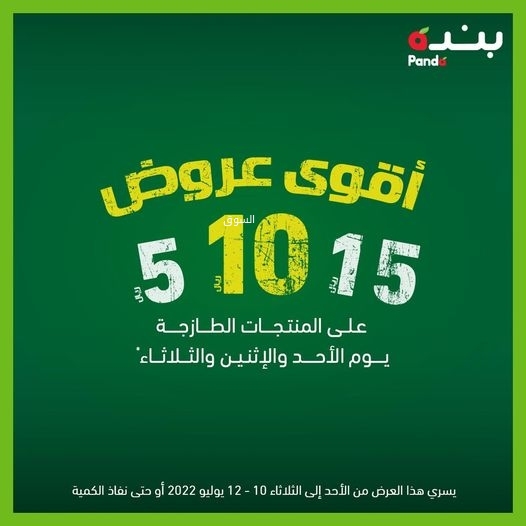 بنده
Panda
أقوى عروض
السوق
5 ريال 10 ريال 15 ريال
على المنتجات الطازجة
يوم الأحد والإثنين والثلاثاء*
يسري هذا العرض من الأحد إلى الثلاثاء 10 - 12 يوليو 2022 أو حتى نفاذ الكمية